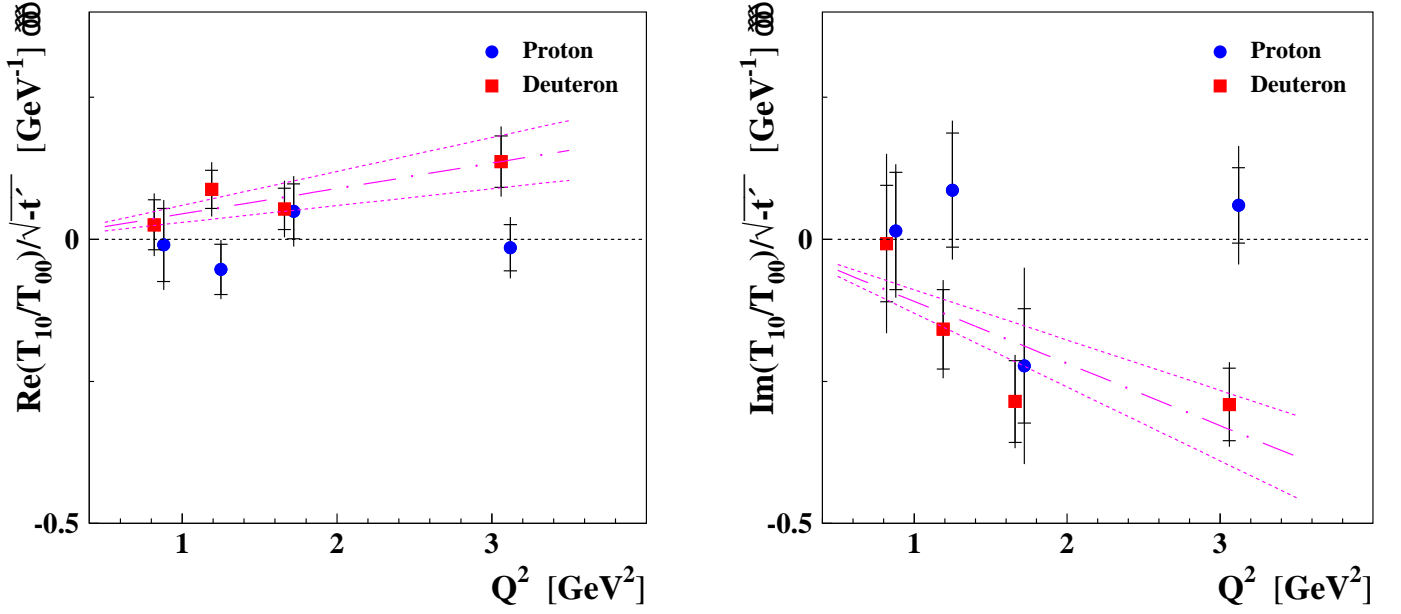 Re(T₁₀/T₀₀)/√-t′ [GeV⁻¹]
Proton
Deuteron
0
-0.5
1 2 3
Q² [GeV²]
Im(T₁₀/T₀₀)/√-t′ [GeV⁻¹]
Proton
Deuteron
0
-0.5
1 2 3
Q² [GeV²]